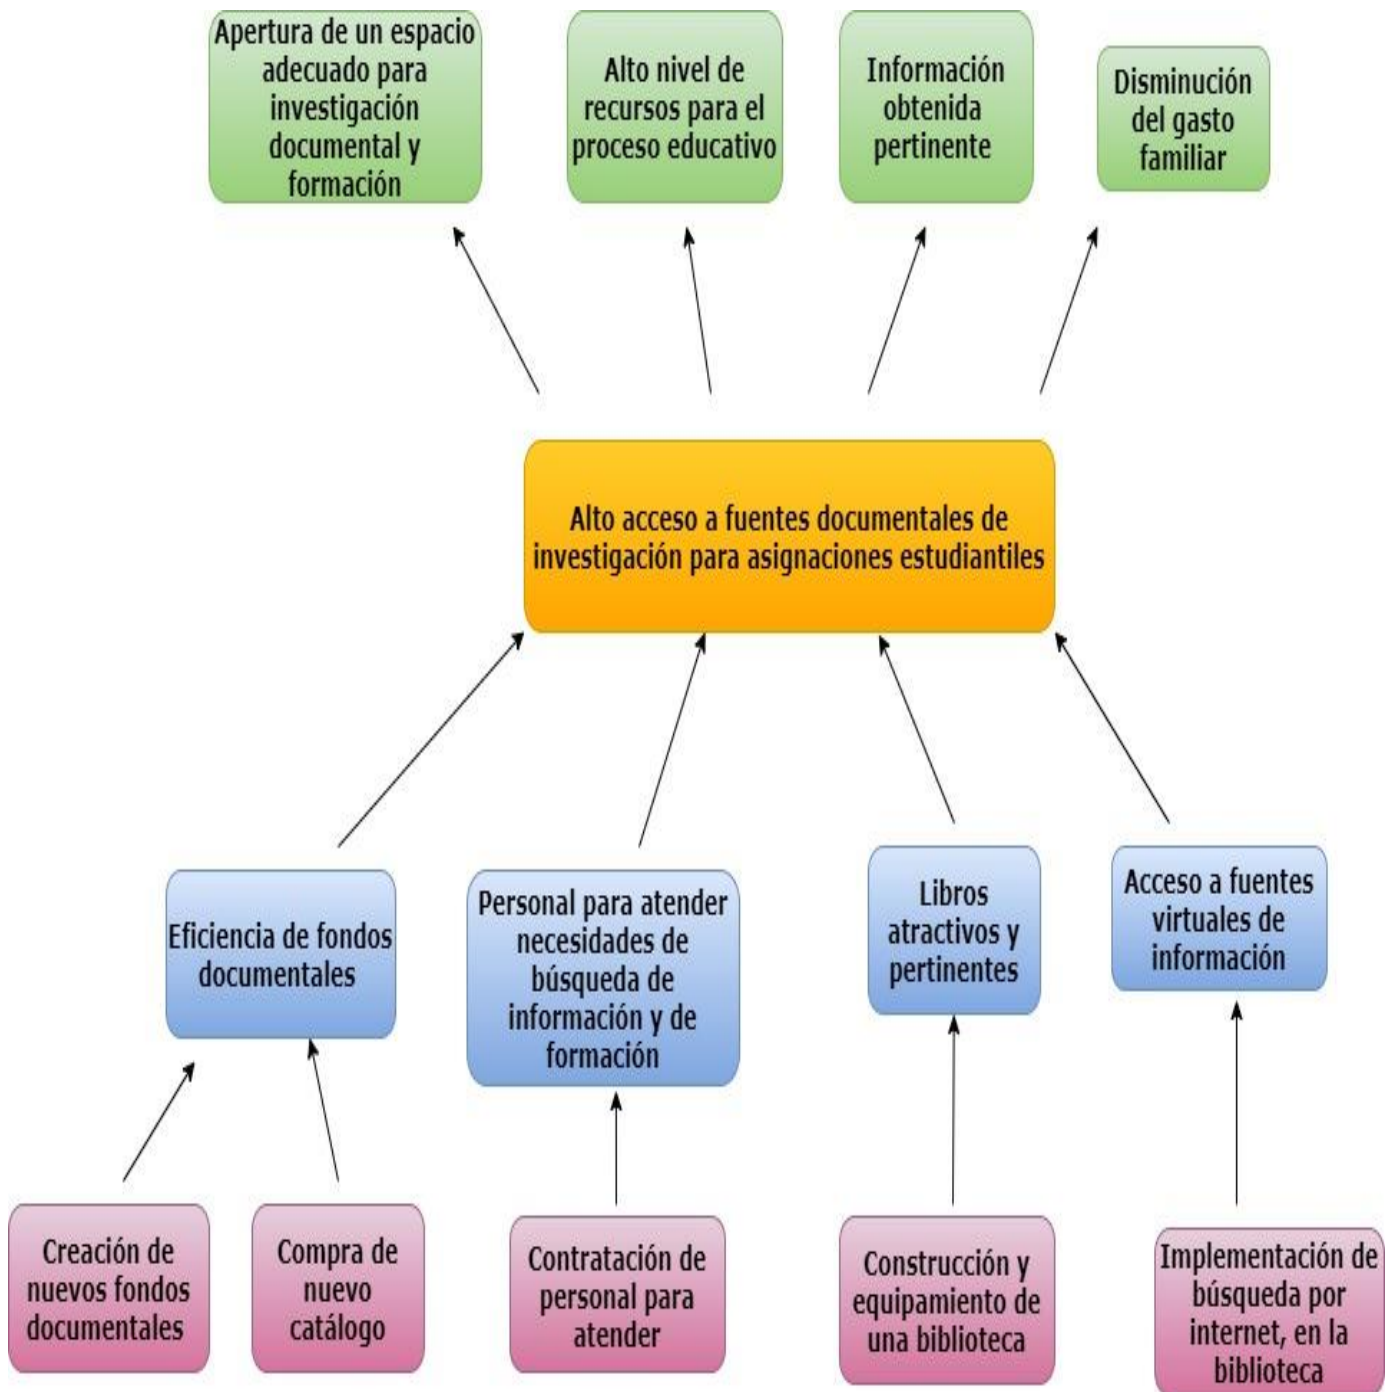 Apertura de un espacio
adecuado para
investigación
documental y
formación
Alto nivel de
recursos para el
proceso educativo
Información
obtenida
pertinente
Disminución
del gasto
familiar
Alto acceso a fuentes documentales de
investigación para asignaciones estudiantiles
Eficiencia de fondos
documentales
Personal para atender
necesidades de
búsqueda de
información y de
formación
Libros
atractivos y
pertinentes
Acceso a fuentes
virtuales de
información
Creación de
nuevos fondos
documentales
Compra de
nuevo
catálogo
Contratación de
personal para
atender
Construcción y
equipamiento de
una biblioteca
Implementación de
búsqueda por
internet, en la
biblioteca